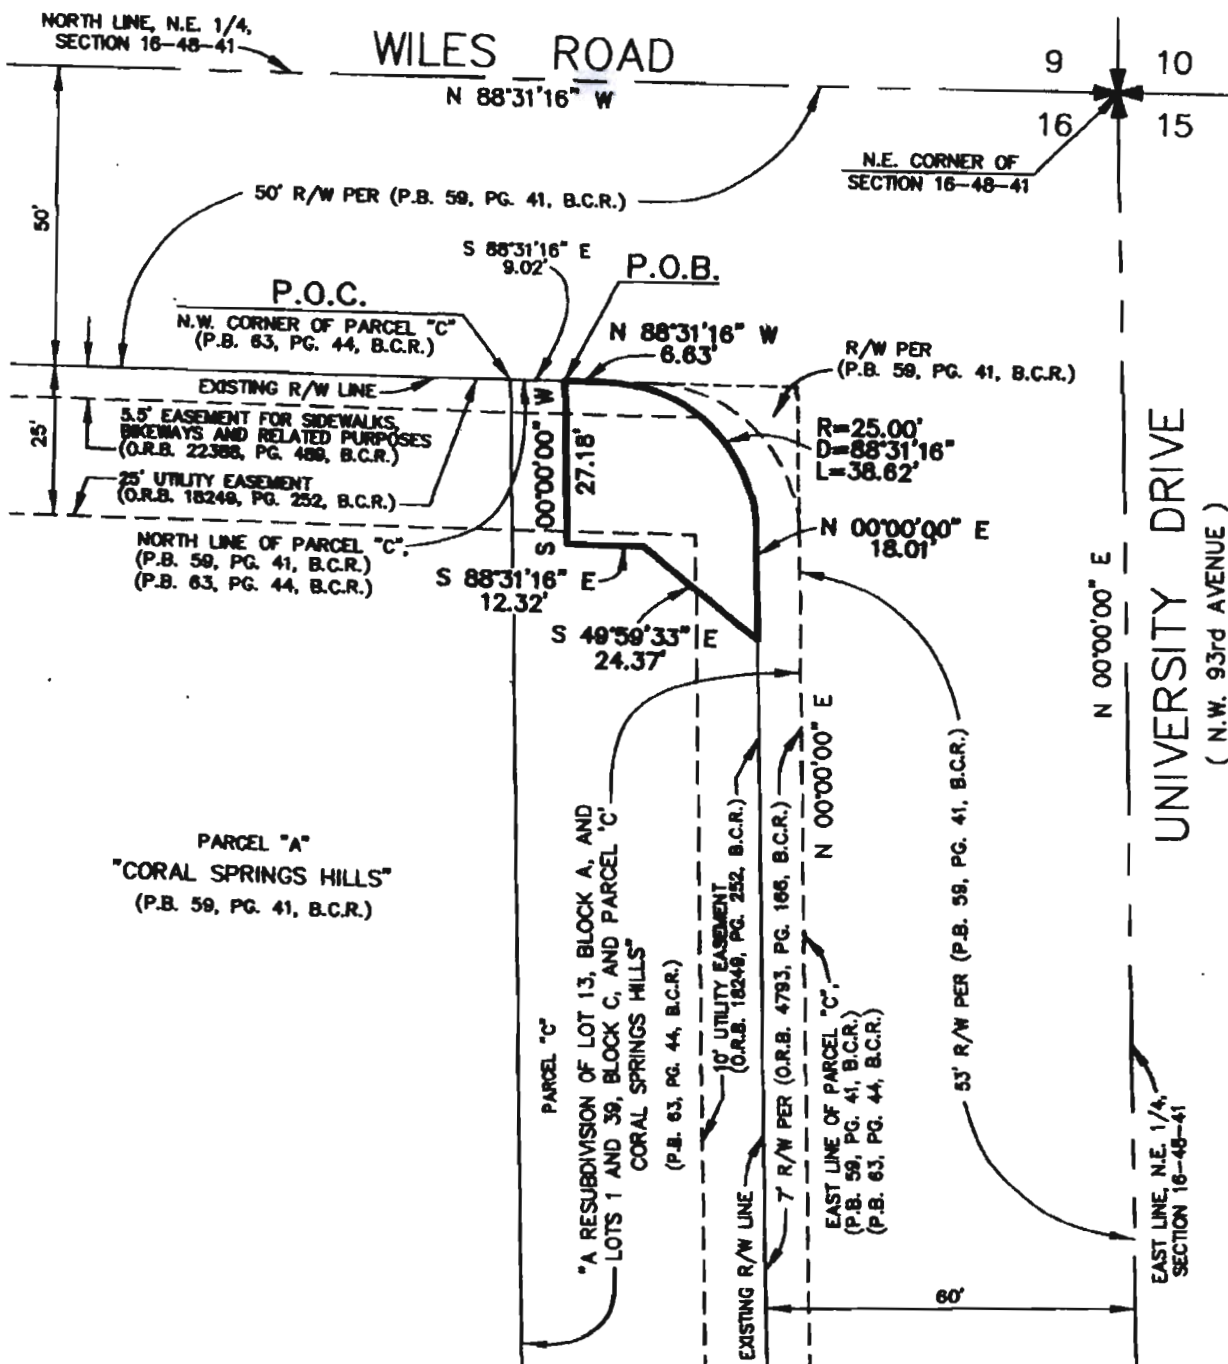 NORTH LINE, N.E. 1/4,
SECTION 16-48-41
WILES ROAD
N 88°31'16" W
9
10
16
15
N.E. CORNER OF
SECTION 16-48-41
50'
50' R/W PER (P.B. 59, PG. 41, B.C.R.)
S 88°31'16" E
9.02'
P.O.B.
P.O.C.
N.W. CORNER OF PARCEL "C"
(P.B. 63, PG. 44, B.C.R.)
N 88°31'16" W
6.63'
R/W PER
(P.B. 59, PG. 41, B.C.R.)
EXISTING R/W LINE
25'
5.5' EASEMENT FOR SIDEWALKS,
BIKEWAYS AND RELATED PURPOSES
(O.R.B. 22388, PG. 489, B.C.R.)
25' UTILITY EASEMENT
(O.R.B. 18249, PG. 252, B.C.R.)
S 00°00'00" W
27.18'
R=25.00'
D=88°31'16"
L=38.62'
NORTH LINE OF PARCEL "C",
(P.B. 59, PG. 41, B.C.R.)
(P.B. 63, PG. 44, B.C.R.)
N 00°00'00" E
18.01'
S 88°31'16" E
12.32'
S 49°59'33" E
24.37'
N 00°00'00" E
UNIVERSITY DRIVE
( N.W. 93rd AVENUE )
N 00°00'00" E
PARCEL "A"
"CORAL SPRINGS HILLS"
(P.B. 59, PG. 41, B.C.R.)
PARCEL "C"
"A RESUBDIVISION OF LOT 13, BLOCK A, AND
LOTS 1 AND 39, BLOCK C, AND PARCEL 'C'
CORAL SPRINGS HILLS"
(P.B. 63, PG. 44, B.C.R.)
10' UTILITY EASEMENT
(O.R.B. 18249, PG. 252, B.C.R.)
EXISTING R/W LINE
7' R/W PER (O.R.B. 4793, PG. 166, B.C.R.)
EAST LINE OF PARCEL "C",
(P.B. 59, PG. 41, B.C.R.)
(P.B. 63, PG. 44, B.C.R.)
53' R/W PER (P.B. 59, PG. 41, B.C.R.)
EAST LINE, N.E. 1/4,
SECTION 16-48-41
60'